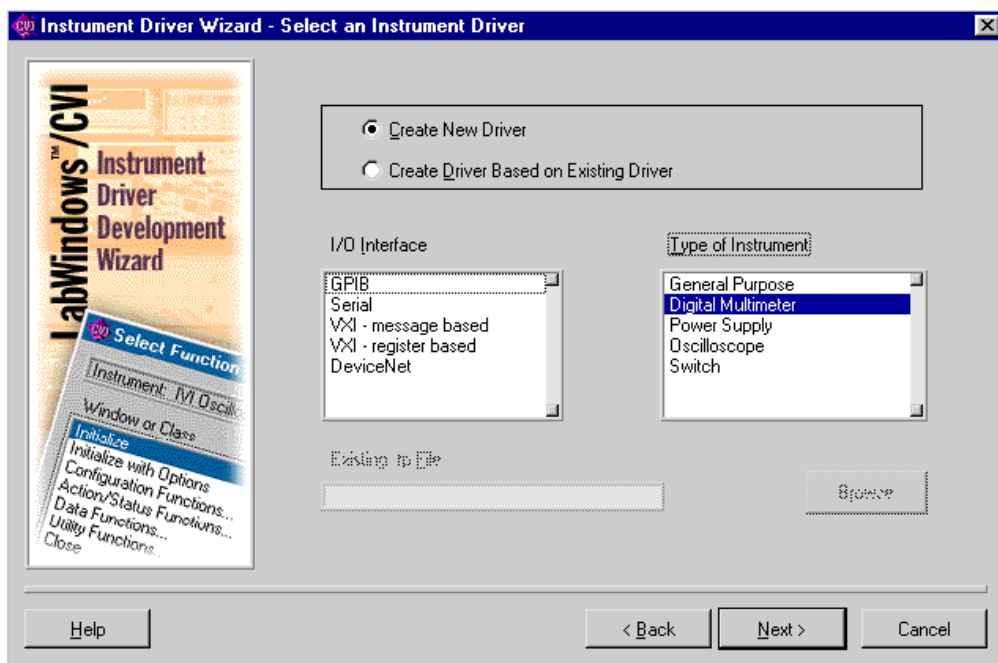 CVI Instrument Driver Wizard - Select an Instrument Driver
LabWindows™/CVI
Instrument
Driver
Development
Wizard
CVI Select Function
Instrument: IVI Oscillo
Window or Class
Initialize
Initialize with Options
Configuration Functions...
Action/Status Functions...
Data Functions...
Utility Functions...
Close
Create New Driver
Create Driver Based on Existing Driver
I/O Interface
GPIB
Serial
VXI - message based
VXI - register based
DeviceNet
Type of Instrument
General Purpose
Digital Multimeter
Power Supply
Oscilloscope
Switch
Existing .fp File
Browse
Help
< Back
Next >
Cancel